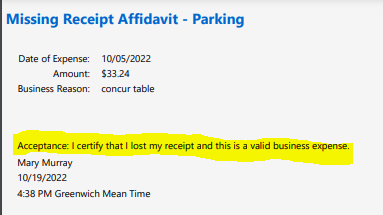 Missing Receipt Affidavit - Parking
Date of Expense: 10/05/2022
Amount: $33.24
Business Reason: concur table
Acceptance: I certify that I lost my receipt and this is a valid business expense.
Mary Murray
10/19/2022
4:38 PM Greenwich Mean Time